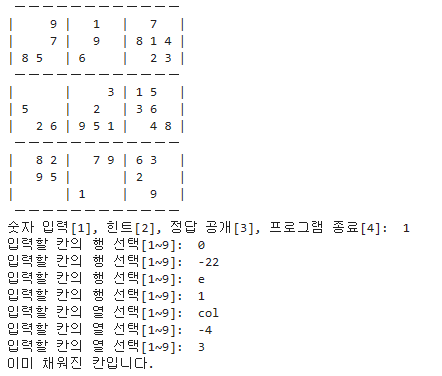 — — — — — — — — — — — — —
|     9 |   1   |   7   |
|     7 |   9   | 8 1 4 |
| 8 5   | 6     |   2 3 |
— — — — — — — — — — — — —
|       |     3 | 1 5   |
| 5     |   2   | 3 6   |
|   2 6 | 9 5 1 |   4 8 |
— — — — — — — — — — — — —
|   8 2 |   7 9 | 6 3   |
|   9 5 |       | 2     |
|       | 1     |   9   |
— — — — — — — — — — — — —
숫자 입력[1], 힌트[2], 정답 공개[3], 프로그램 종료[4]: 1
입력할 칸의 행 선택[1~9]: 0
입력할 칸의 행 선택[1~9]: -22
입력할 칸의 행 선택[1~9]: e
입력할 칸의 행 선택[1~9]: 1
입력할 칸의 열 선택[1~9]: col
입력할 칸의 열 선택[1~9]: -4
입력할 칸의 열 선택[1~9]: 3
이미 채워진 칸입니다.